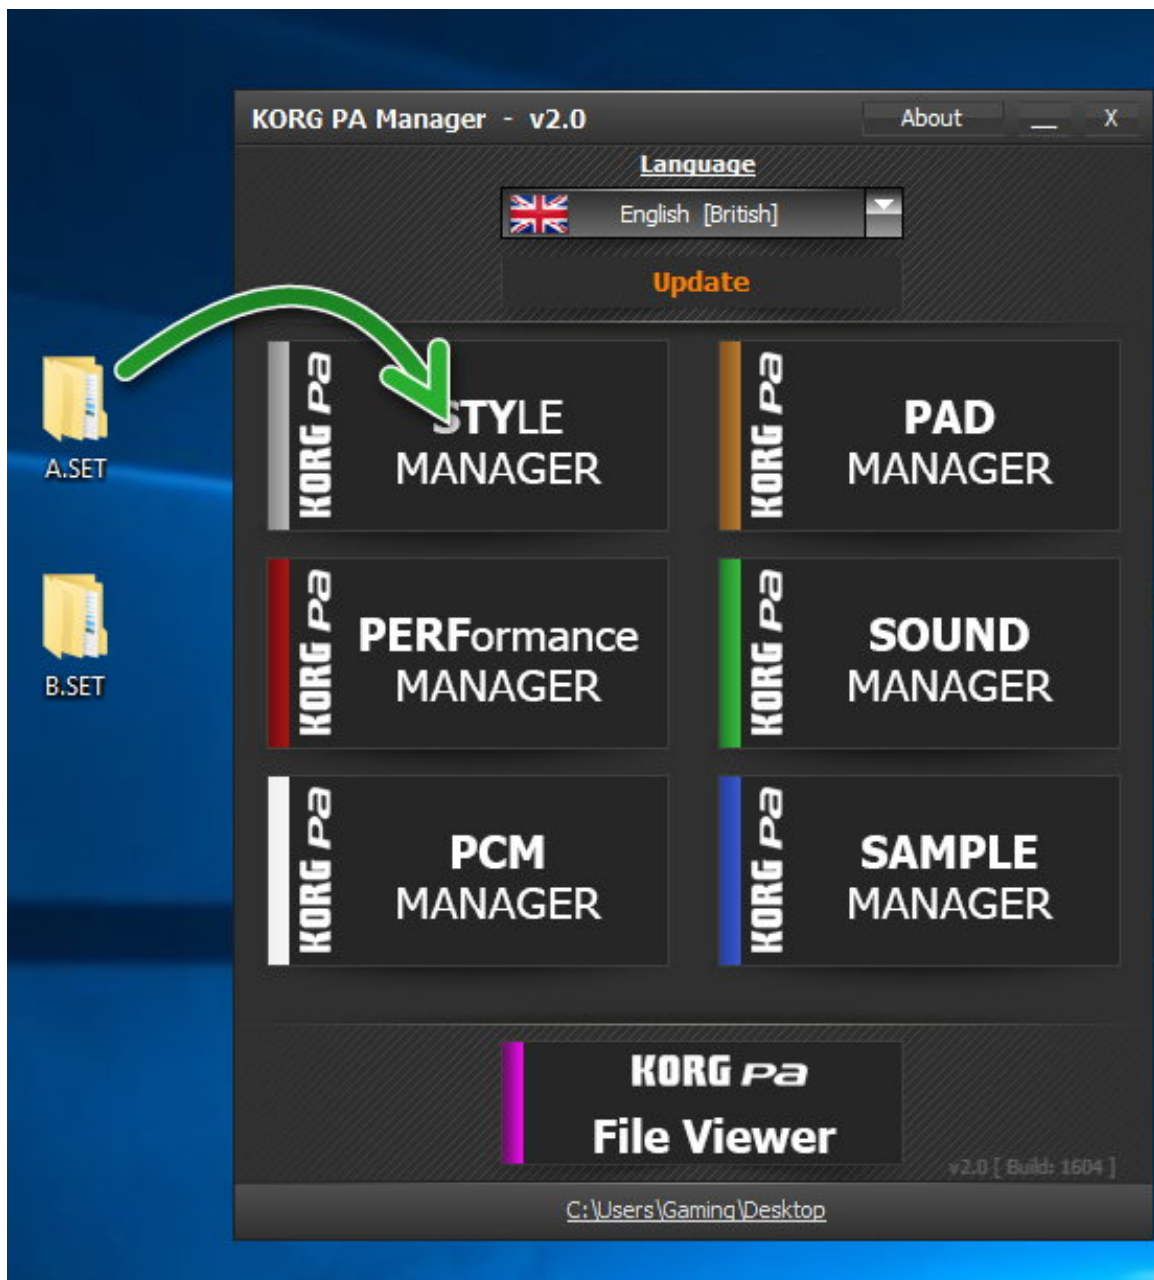 KORG PA Manager - v2.0
About
__
X
Language
English [British]
Update
A.SET
B.SET
KORG Pa
STYLE
MANAGER
KORG Pa
PAD
MANAGER
KORG Pa
PERFormance
MANAGER
KORG Pa
SOUND
MANAGER
KORG Pa
PCM
MANAGER
KORG Pa
SAMPLE
MANAGER
KORG Pa
File Viewer
v2.0 [ Build: 1604 ]
C:\Users\Gaming\Desktop